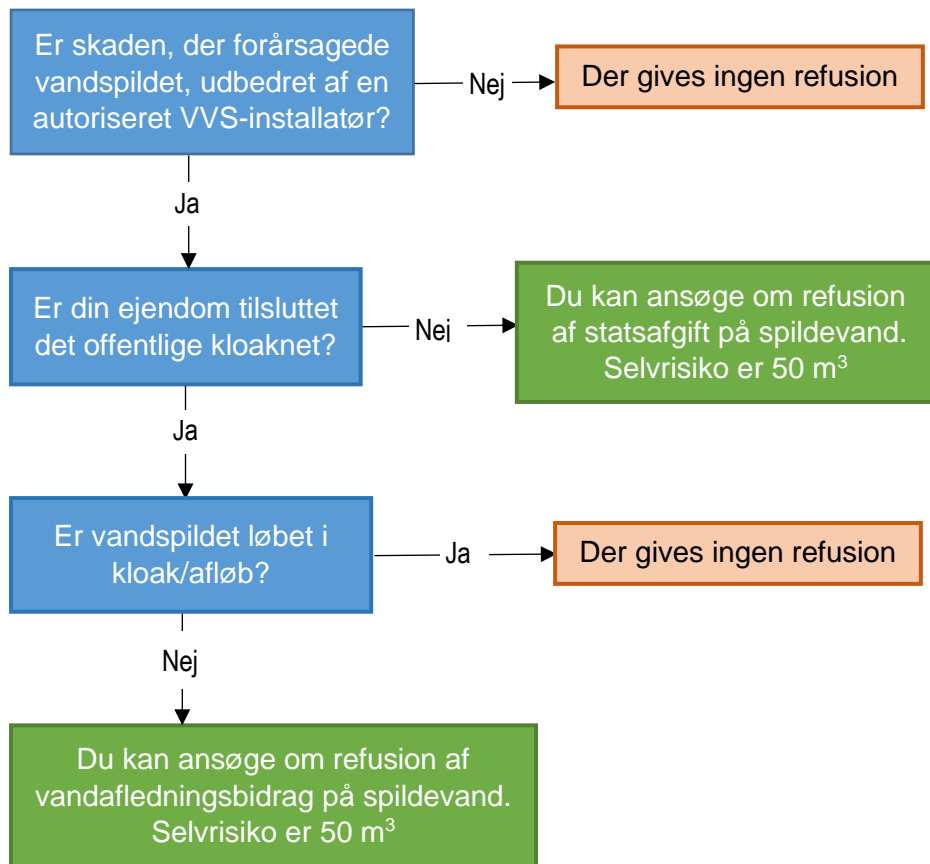 Er skaden, der forårsagede
vandspildet, udbedret af en
autoriseret VVS-installatør?
Nej
Der gives ingen refusion
Ja
Er din ejendom tilsluttet
det offentlige kloaknet?
Nej
Du kan ansøge om refusion
af statsafgift på spildevand.
Selvrisiko er 50 m³
Ja
Er vandspildet løbet i
kloak/afløb?
Ja
Der gives ingen refusion
Nej
Du kan ansøge om refusion af
vandafledningsbidrag på spildevand.
Selvrisiko er 50 m³